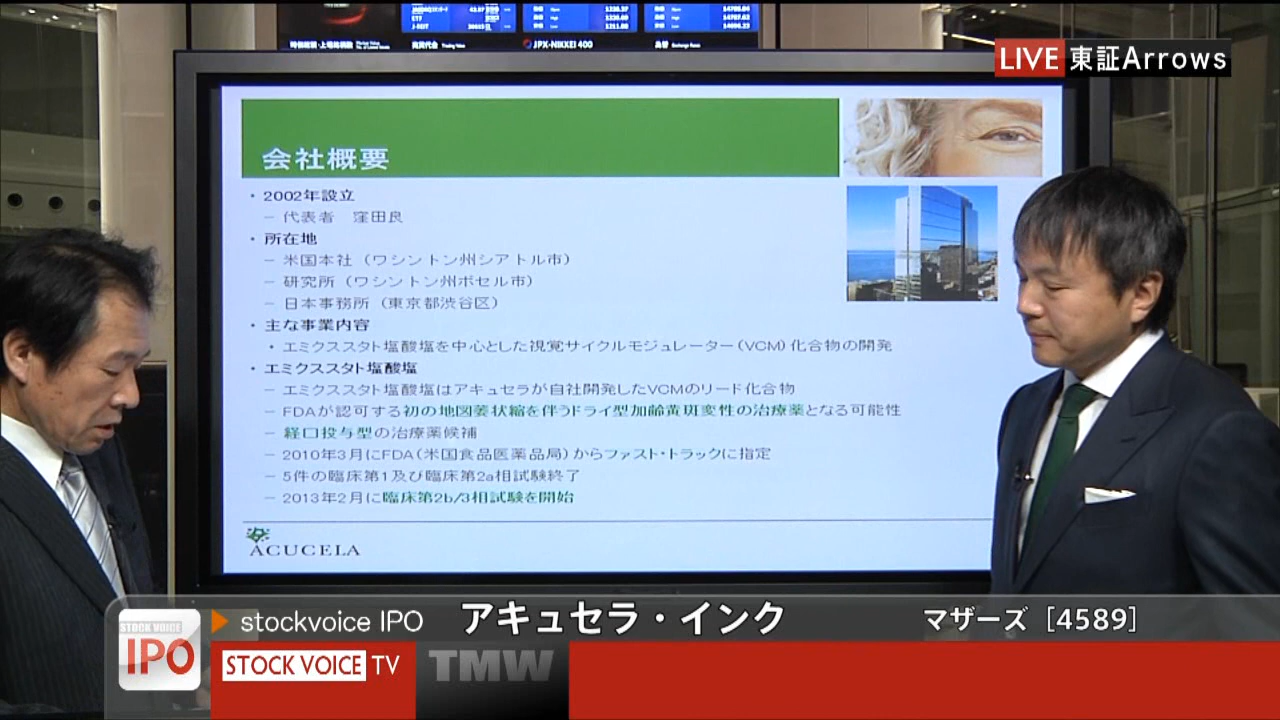 JPX-NIKKEI 400
LIVE 東証Arrows
会社概要
・2002年設立
－ 代表者　窪田良
・所在地
－ 米国本社（ワシントン州シアトル市）
－ 研究所（ワシントン州ボセル市）
－ 日本事務所（東京都渋谷区）
・主な事業内容
・エミクススタト塩酸塩を中心とした視覚サイクルモジュレーター（VCM）化合物の開発
・エミクススタト塩酸塩
－ エミクススタト塩酸塩はアキュセラが自社開発したVCMのリード化合物
－ FDAが認可する初の地図萎状縮を伴うドライ型加齢黄斑変性の治療薬となる可能性
－ 経口投与型の治療薬候補
－ 2010年3月にFDA（米国食品医薬品局）からファスト・トラックに指定
－ 5件の臨床第1及び臨床第2a相試験終了
－ 2013年2月に臨床第2b/3相試験を開始
ACUCELA
STOCK VOICE
IPO
stockvoice IPO アキュセラ・インク マザーズ [4589]
STOCK VOICE TV TMW